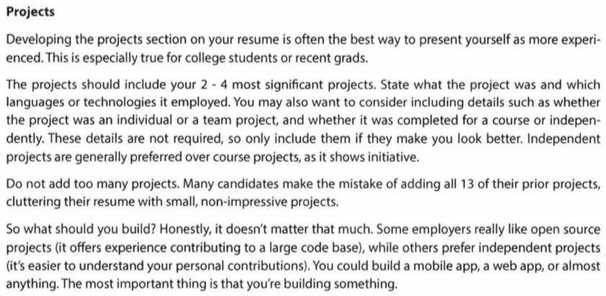 Projects
Developing the projects section on your resume is often the best way to present yourself as more experi-
enced. This is especially true for college students or recent grads.
The projects should include your 2 - 4 most significant projects. State what the project was and which
languages or technologies it employed. You may also want to consider including details such as whether
the project was an individual or a team project, and whether it was completed for a course or indepen-
dently. These details are not required, so only include them if they make you look better. Independent
projects are generally preferred over course projects, as it shows initiative.
Do not add too many projects. Many candidates make the mistake of adding all 13 of their prior projects,
cluttering their resume with small, non-impressive projects.
So what should you build? Honestly, it doesn't matter that much. Some employers really like open source
projects (it offers experience contributing to a large code base), while others prefer independent projects
(it's easier to understand your personal contributions). You could build a mobile app, a web app, or almost
anything. The most important thing is that you're building something.